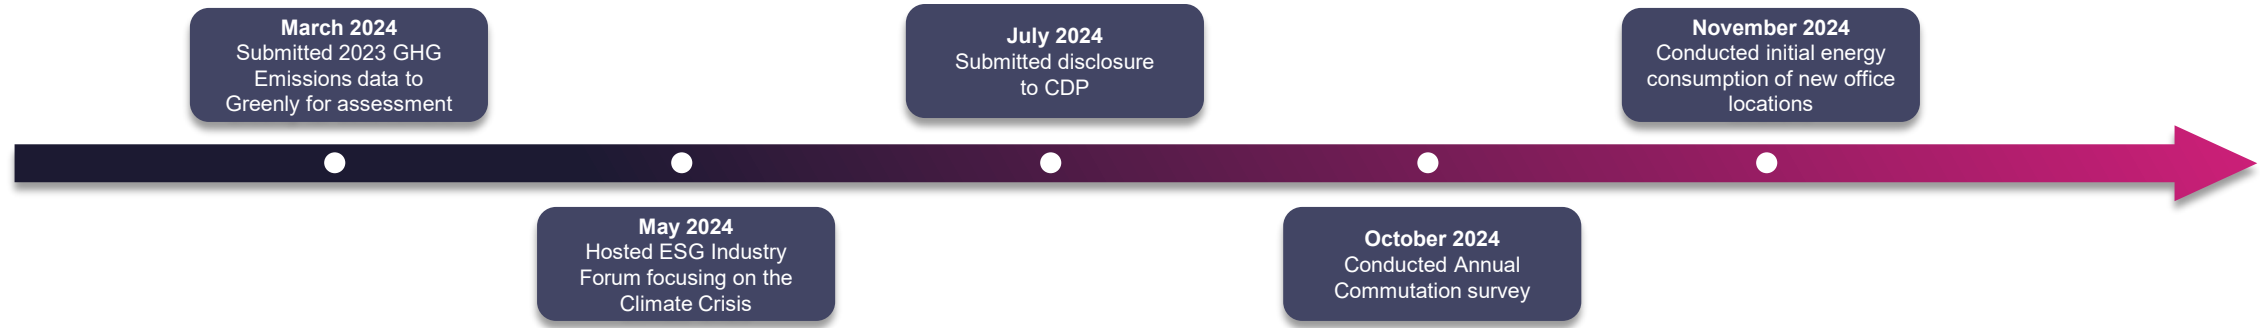 March 2024
Submitted 2023 GHG
Emissions data to
Greenly for assessment
May 2024
Hosted ESG Industry
Forum focusing on the
Climate Crisis
July 2024
Submitted disclosure
to CDP
October 2024
Conducted Annual
Commutation survey
November 2024
Conducted initial energy
consumption of new office
locations